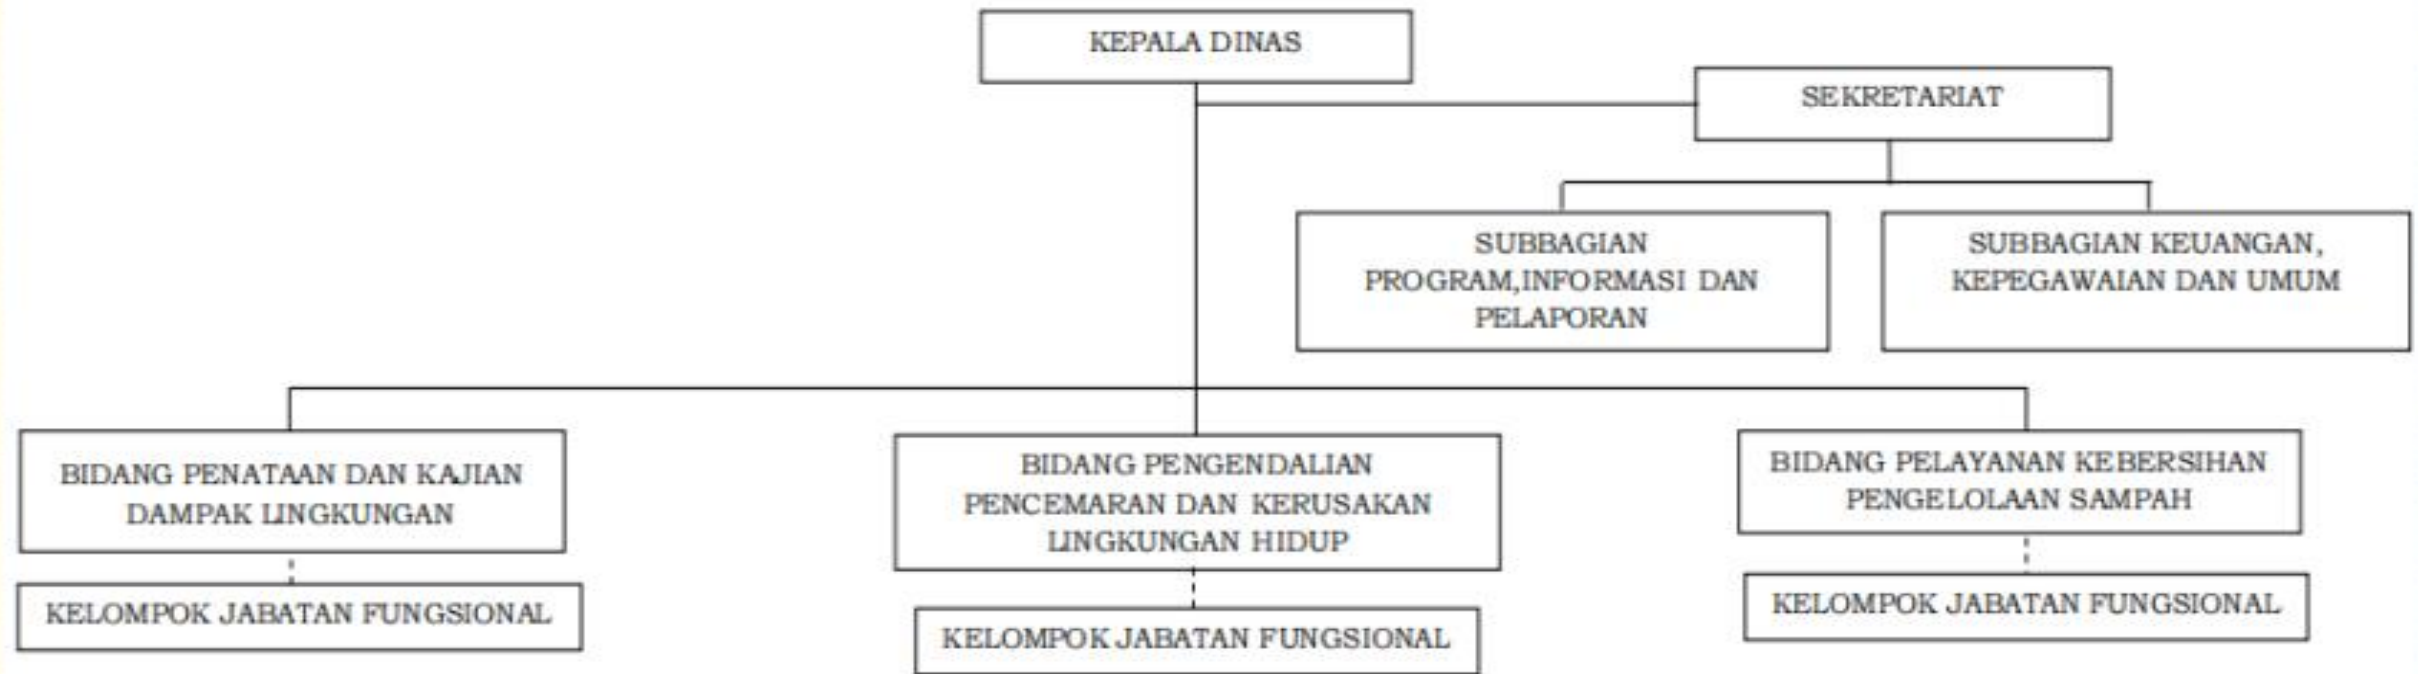 KEPALA DINAS
SEKRETARIAT
SUBBAGIAN
PROGRAM,INFORMASI DAN
PELAPORAN
SUBBAGIAN KEUANGAN,
KEPEGAWAIAN DAN UMUM
BIDANG PENATAAN DAN KAJIAN
DAMPAK LINGKUNGAN
BIDANG PENGENDALIAN
PENCEMARAN DAN KERUSAKAN
LINGKUNGAN HIDUP
BIDANG PELAYANAN KEBERSIHAN
PENGELOLAAN SAMPAH
KELOMPOK JABATAN FUNGSIONAL
KELOMPOK JABATAN FUNGSIONAL
KELOMPOK JABATAN FUNGSIONAL